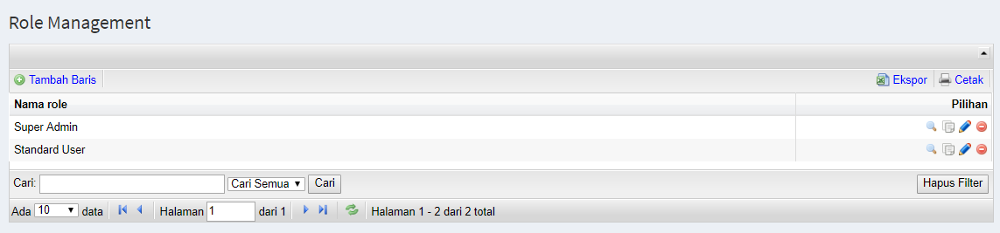 Role Management
Tambah Baris Ekspor Cetak
Nama role Pilihan
Super Admin
Standard User
Cari: Cari Semua Cari Hapus Filter
Ada 10 data Halaman 1 dari 1 Halaman 1 - 2 dari 2 total